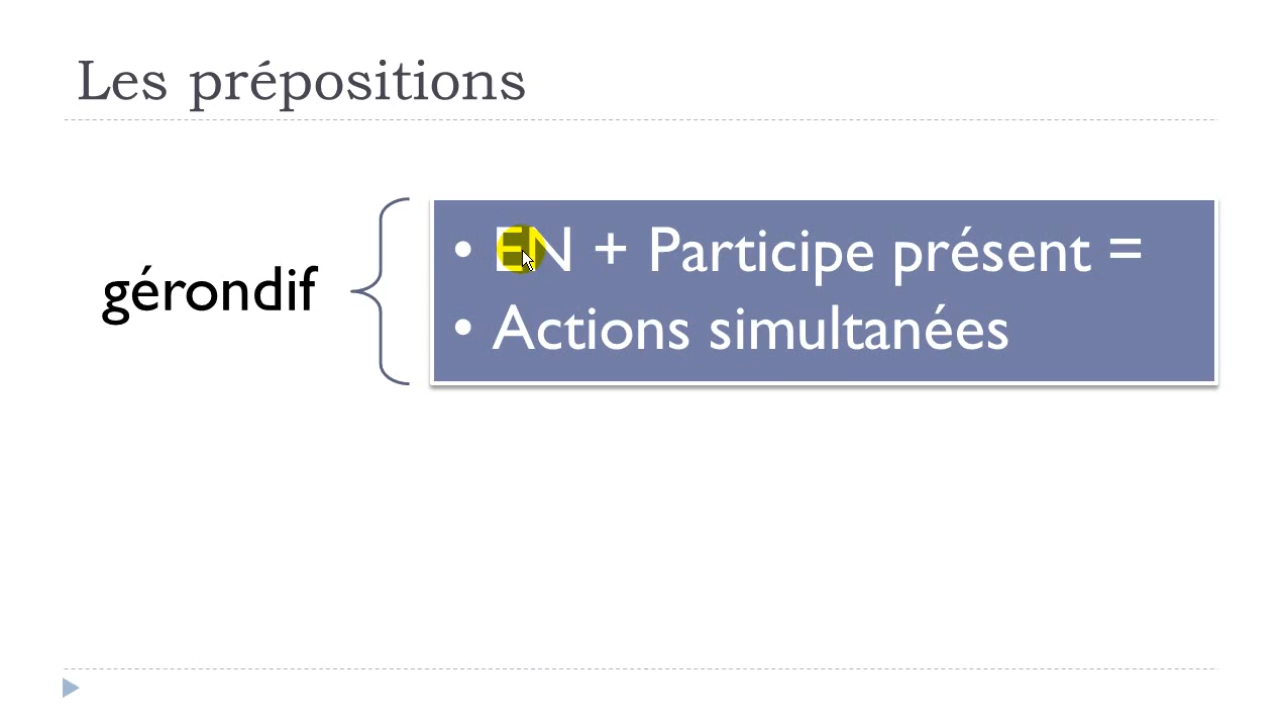 Les prépositions
gérondif
• EN + Participe présent =
• Actions simultanées